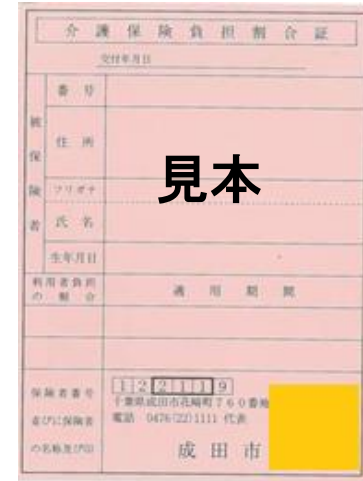 介護保険負担割合証
交付年月日
被保険者
番号
住所
フリガナ
氏名
生年月日
見本
利用者負担の割合
適用期間
保険者番号並びに保険者の名称及び印
122119
千葉県成田市花崎町760番地
電話 0476(22)1111 代表
成田市